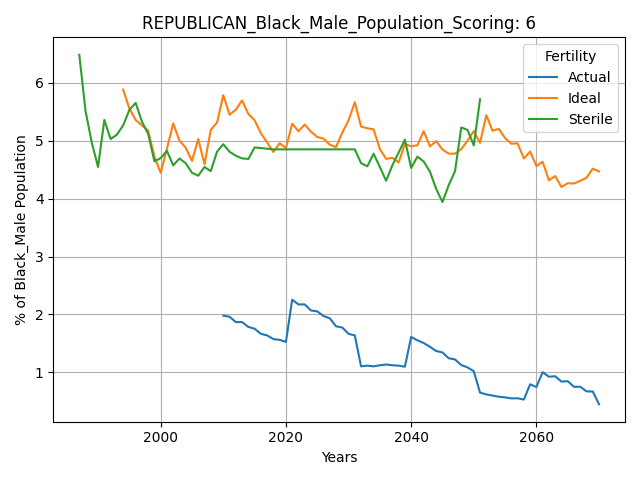 REPUBLICAN_Black_Male_Population_Scoring: 6
Fertility
Actual
Ideal
Sterile
% of Black_Male Population
6
5
4
3
2
1
2000
2020
2040
2060
Years